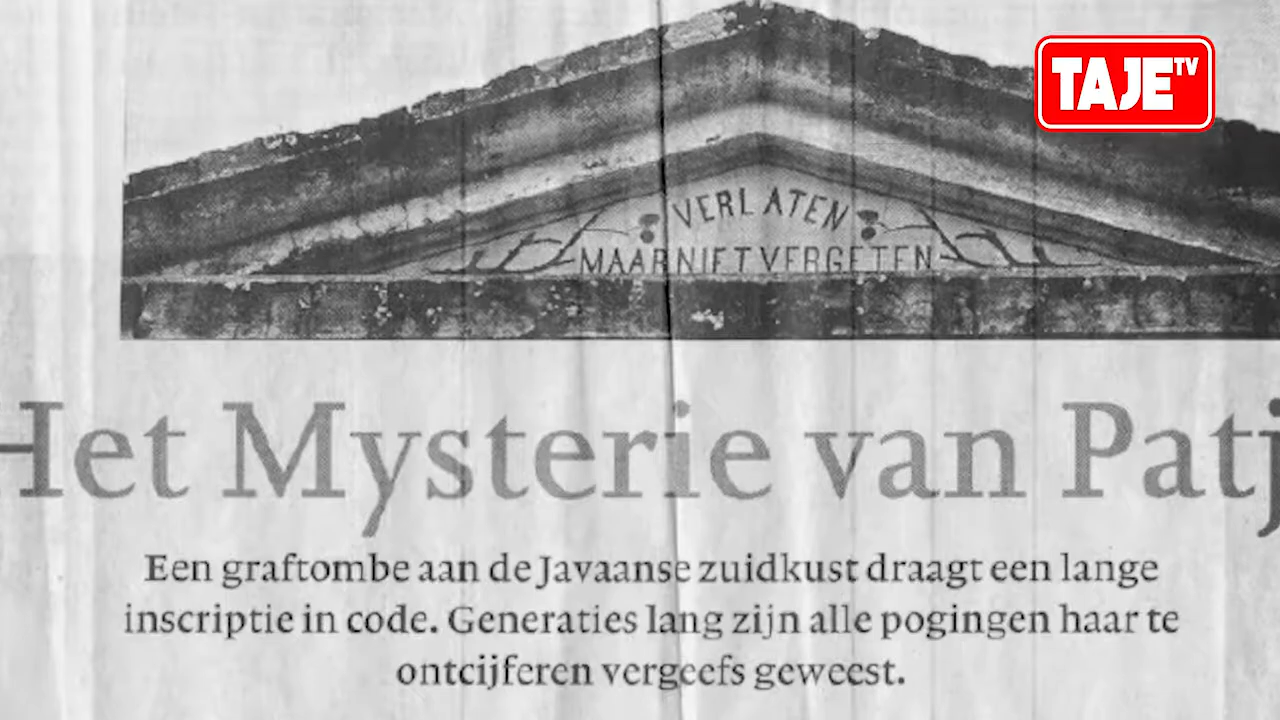 TAJE TV
VERLATEN
MAAR NIET VERGETEN
Het Mysterie van Patj
Een graftombe aan de Javaanse zuidkust draagt een lange
inscriptie in code. Generaties lang zijn alle pogingen haar te
ontcijferen vergeefs geweest.